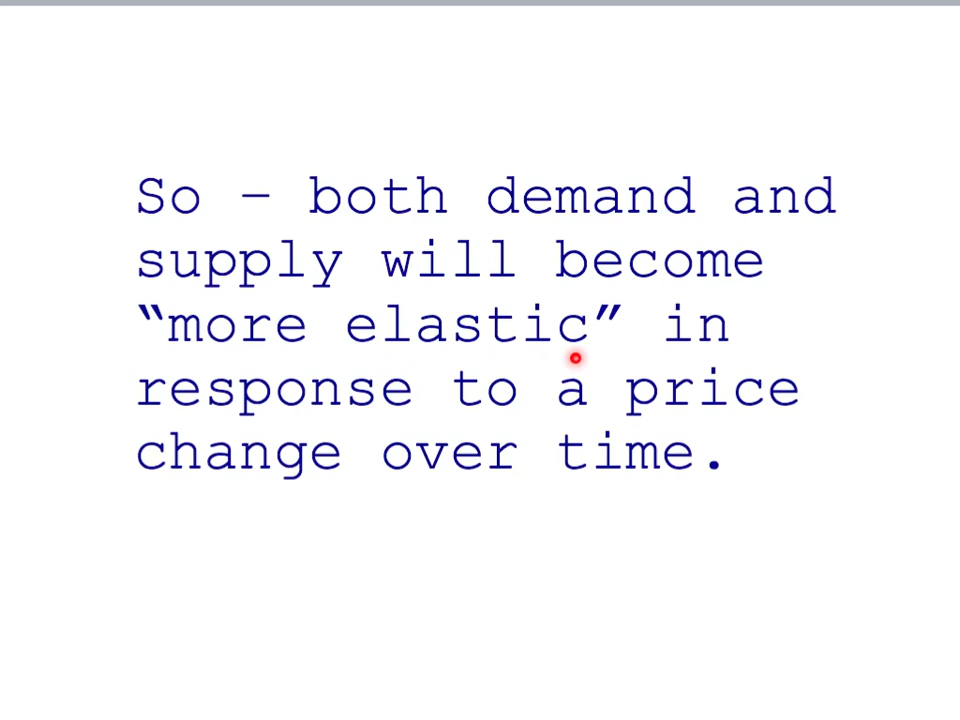 So – both demand and
supply will become
“more elastic” in
response to a price
change over time.